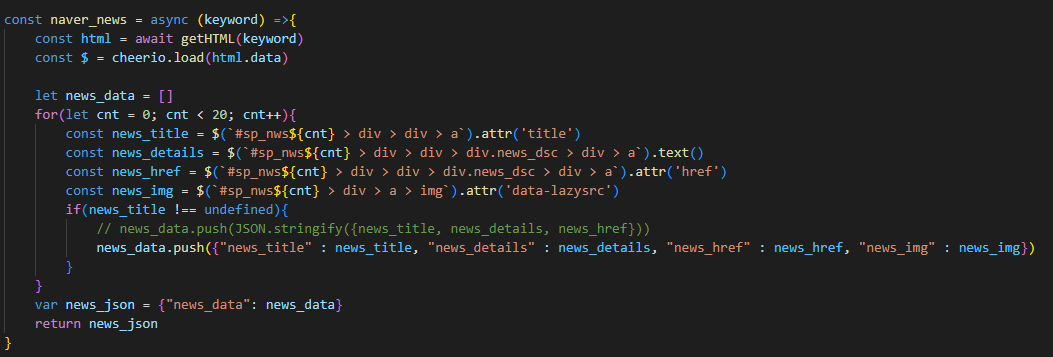 const naver_news = async (keyword) =>{
    const html = await getHTML(keyword)
    const $ = cheerio.load(html.data)

    let news_data = []
    for(let cnt = 0; cnt < 20; cnt++){
        const news_title = $(`#sp_nws${cnt} > div > div > a`).attr('title')
        const news_details = $(`#sp_nws${cnt} > div > div > div.news_dsc > div > a`).text()
        const news_href = $(`#sp_nws${cnt} > div > div > div.news_dsc > div > a`).attr('href')
        const news_img = $(`#sp_nws${cnt} > div > a > img`).attr('data-lazysrc')
        if(news_title !== undefined){
            // news_data.push(JSON.stringify({news_title, news_details, news_href}))
            news_data.push({"news_title" : news_title, "news_details" : news_details, "news_href" : news_href, "news_img" : news_img})
        }
    }
    var news_json = {"news_data": news_data}
    return news_json
}